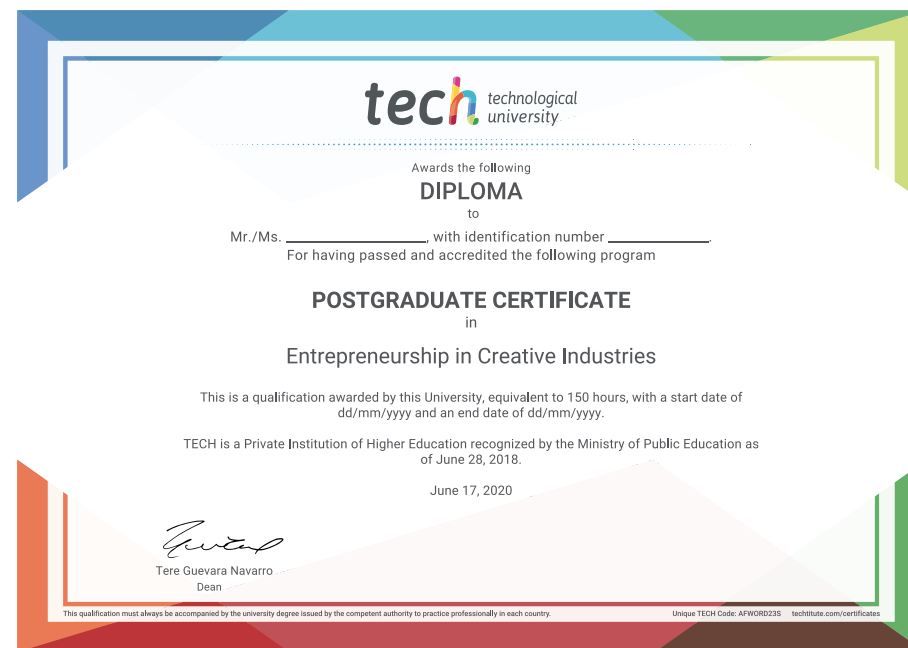 tech technological
university
Awards the following
DIPLOMA
to
Mr./Ms. ____________, with identification number ____________.
For having passed and accredited the following program
POSTGRADUATE CERTIFICATE
in
Entrepreneurship in Creative Industries
This is a qualification awarded by this University, equivalent to 150 hours, with a start date of
dd/mm/yyyy and an end date of dd/mm/yyyy.
TECH is a Private Institution of Higher Education recognized by the Ministry of Public Education as
of June 28, 2018.
June 17, 2020
Tere Guevara Navarro
Dean
This qualification must always be accompanied by the university degree issued by the competent authority to practice professionally in each country. Unique TECH Code: AFWORD23S techtitute.com/certificates